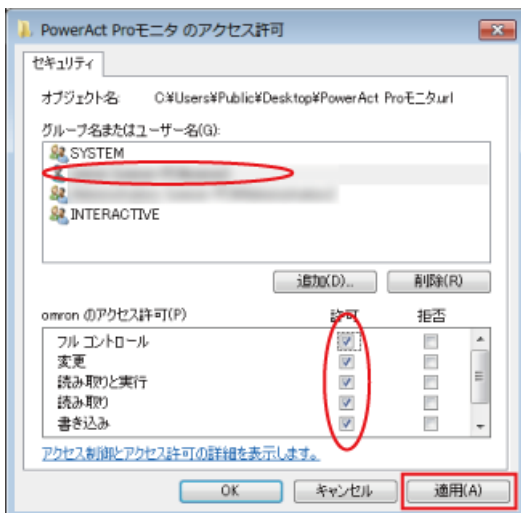 PowerAct Proモニタ のアクセス許可
セキュリティ
オブジェクト名: C:¥Users¥Public¥Desktop¥PowerAct Proモニタ.url
グループ名またはユーザー名(G):
SYSTEM
INTERACTIVE
追加(D)... 削除(R)
omron のアクセス許可(P) 許可 拒否
フル コントロール
変更
読み取りと実行
読み取り
書き込み
アクセス制御とアクセス許可の詳細を表示します。
OK キャンセル 適用(A)